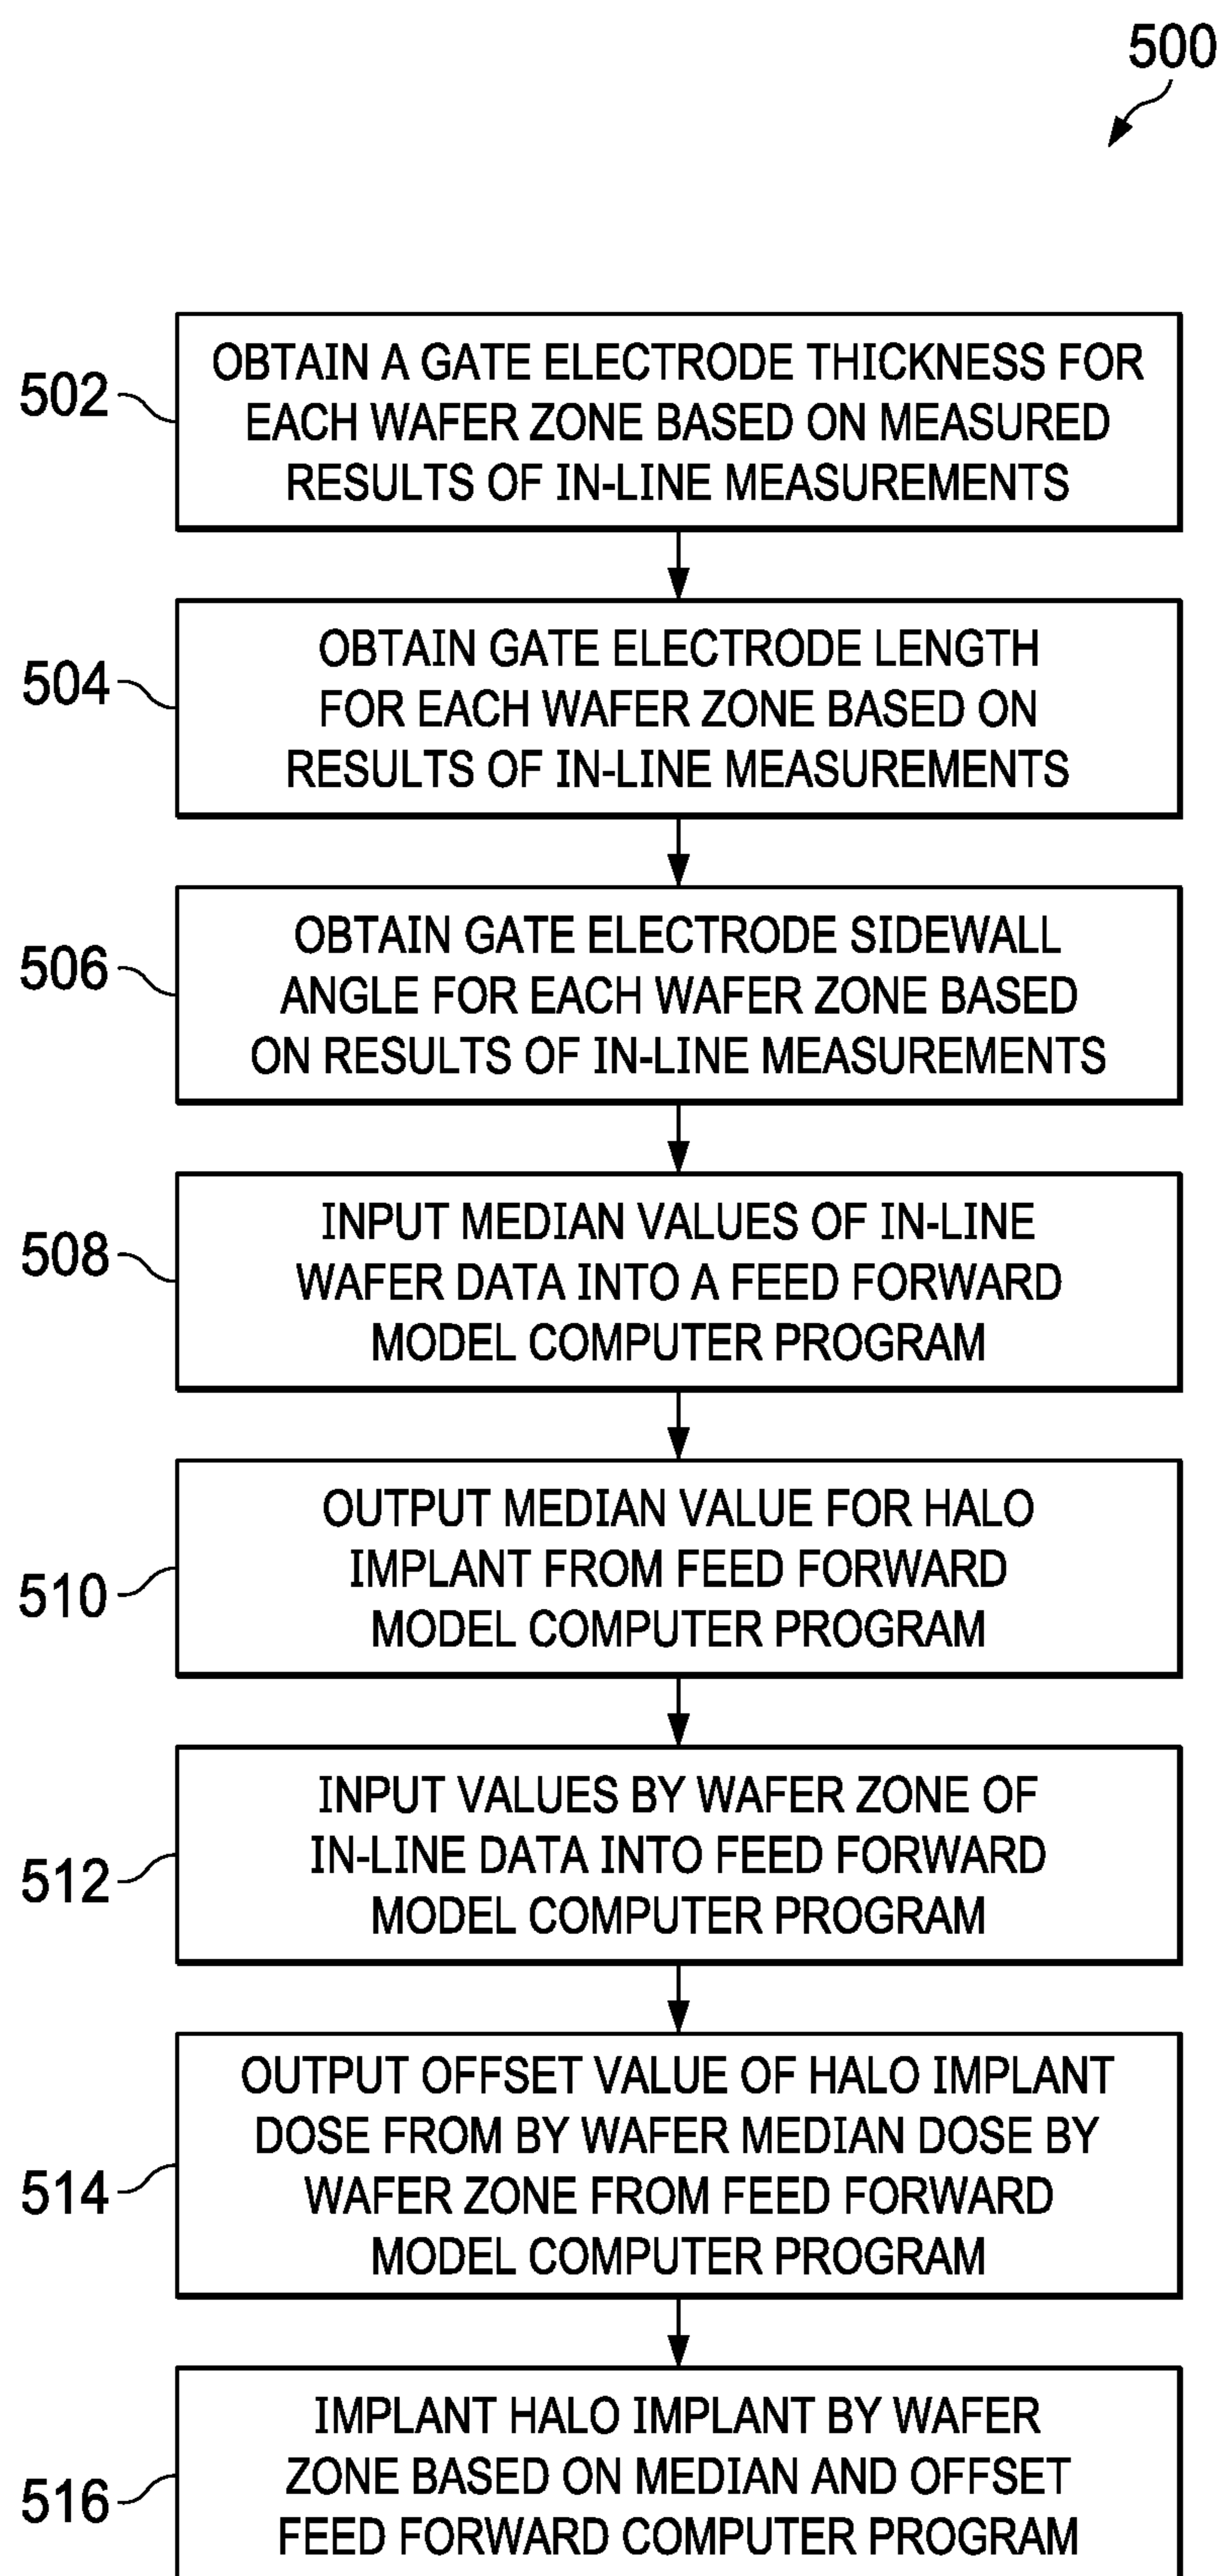 500
502
OBTAIN A GATE ELECTRODE THICKNESS FOR
EACH WAFER ZONE BASED ON MEASURED
RESULTS OF IN-LINE MEASUREMENTS
504
OBTAIN GATE ELECTRODE LENGTH
FOR EACH WAFER ZONE BASED ON
RESULTS OF IN-LINE MEASUREMENTS
506
OBTAIN GATE ELECTRODE SIDEWALL
ANGLE FOR EACH WAFER ZONE BASED
ON RESULTS OF IN-LINE MEASUREMENTS
508
INPUT MEDIAN VALUES OF IN-LINE
WAFER DATA INTO A FEED FORWARD
MODEL COMPUTER PROGRAM
510
OUTPUT MEDIAN VALUE FOR HALO
IMPLANT FROM FEED FORWARD
MODEL COMPUTER PROGRAM
512
INPUT VALUES BY WAFER ZONE OF
IN-LINE DATA INTO FEED FORWARD
MODEL COMPUTER PROGRAM
514
OUTPUT OFFSET VALUE OF HALO IMPLANT
DOSE FROM BY WAFER MEDIAN DOSE BY
WAFER ZONE FROM FEED FORWARD
MODEL COMPUTER PROGRAM
516
IMPLANT HALO IMPLANT BY WAFER
ZONE BASED ON MEDIAN AND OFFSET
FEED FORWARD COMPUTER PROGRAM